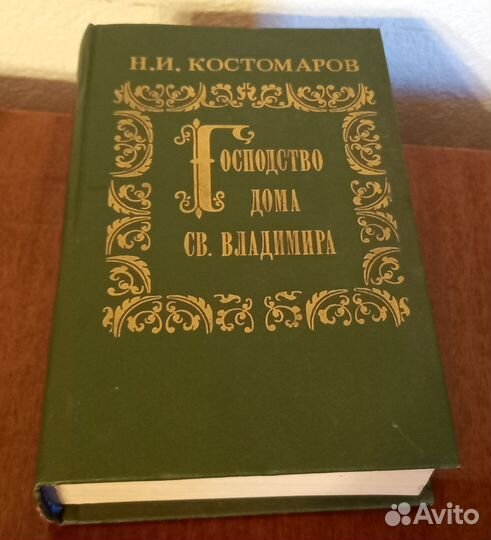 Н.И. КОСТОМАРОВ
Господство
дома
св. Владимира
Avito